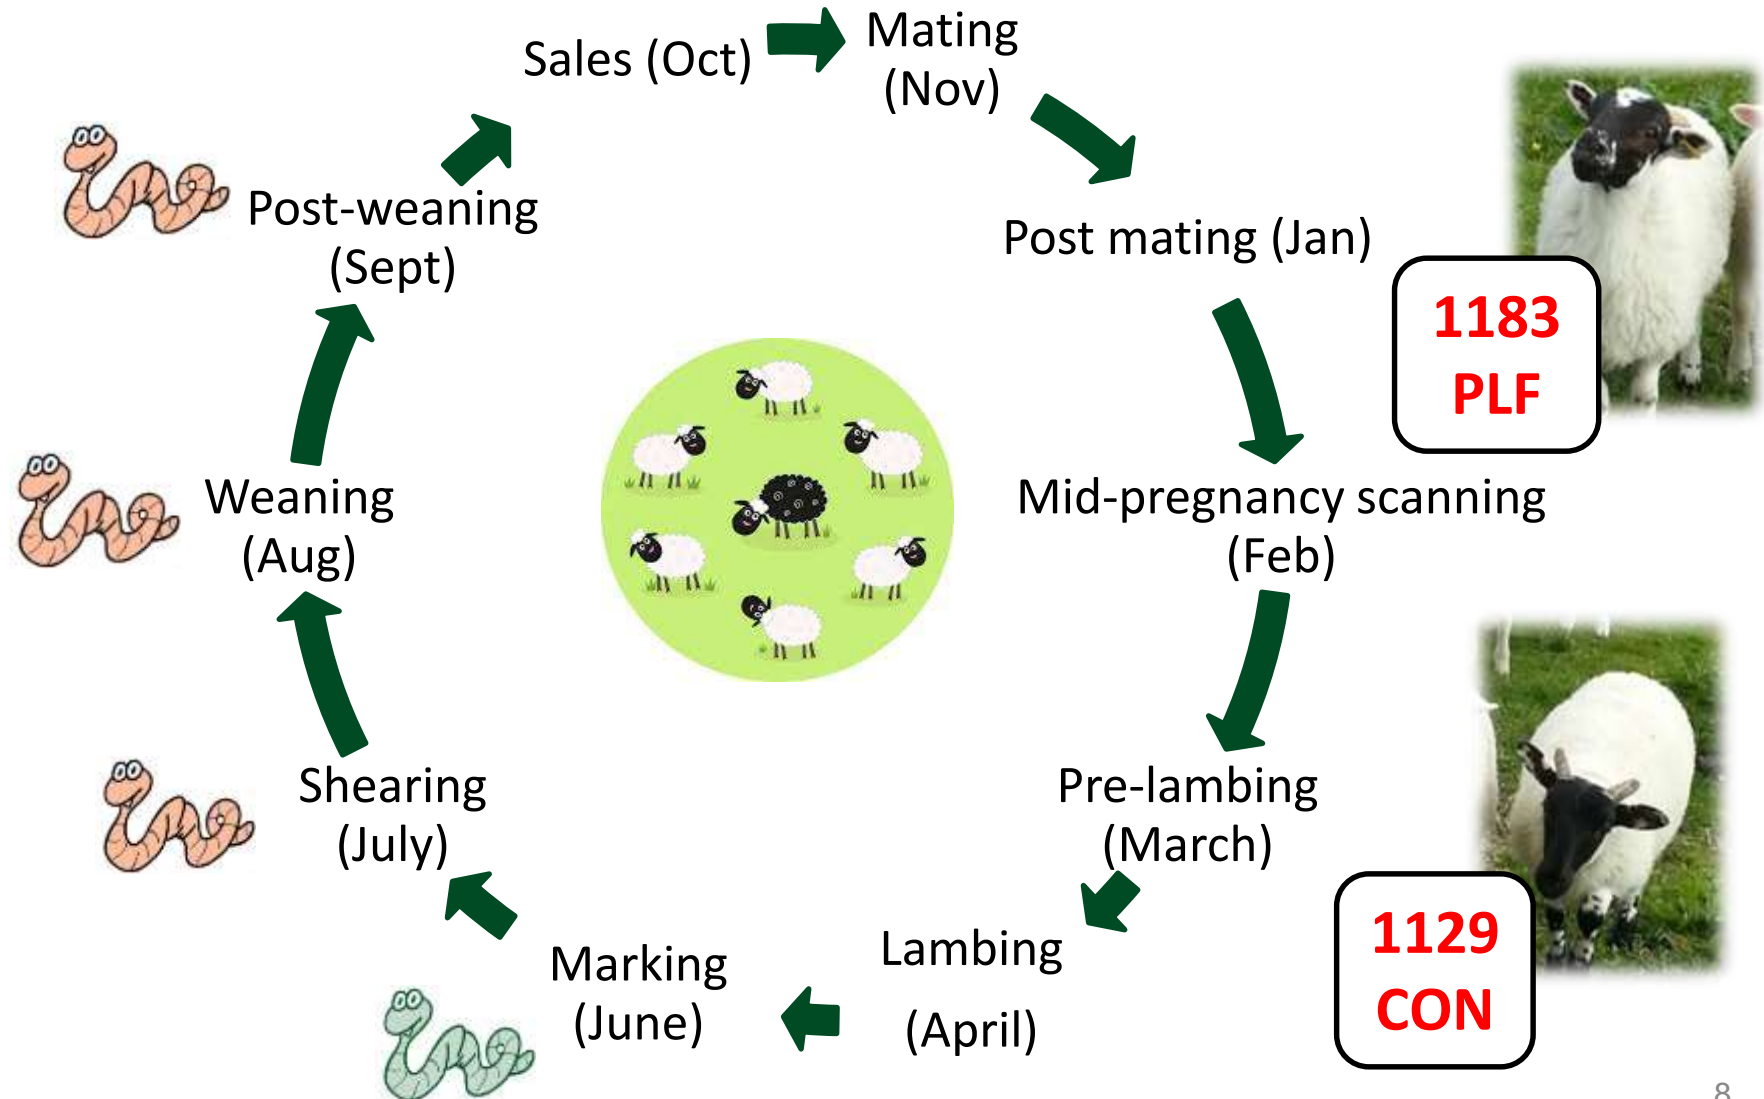 Sales (Oct)
Mating
(Nov)
Post mating (Jan)
1183
PLF
Mid-pregnancy scanning
(Feb)
Pre-lambing
(March)
1129
CON
Lambing
(April)
Marking
(June)
Shearing
(July)
Weaning
(Aug)
Post-weaning
(Sept)
8